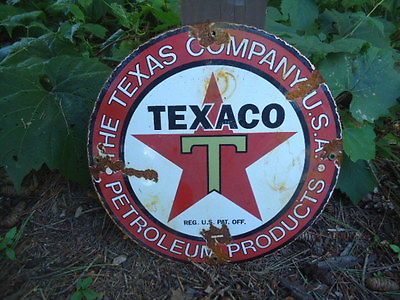 THE TEXAS COMPANY U.S.A.
TEXACO
T
REG. U.S. PAT. OFF.
PETROLEUM PRODUCTS